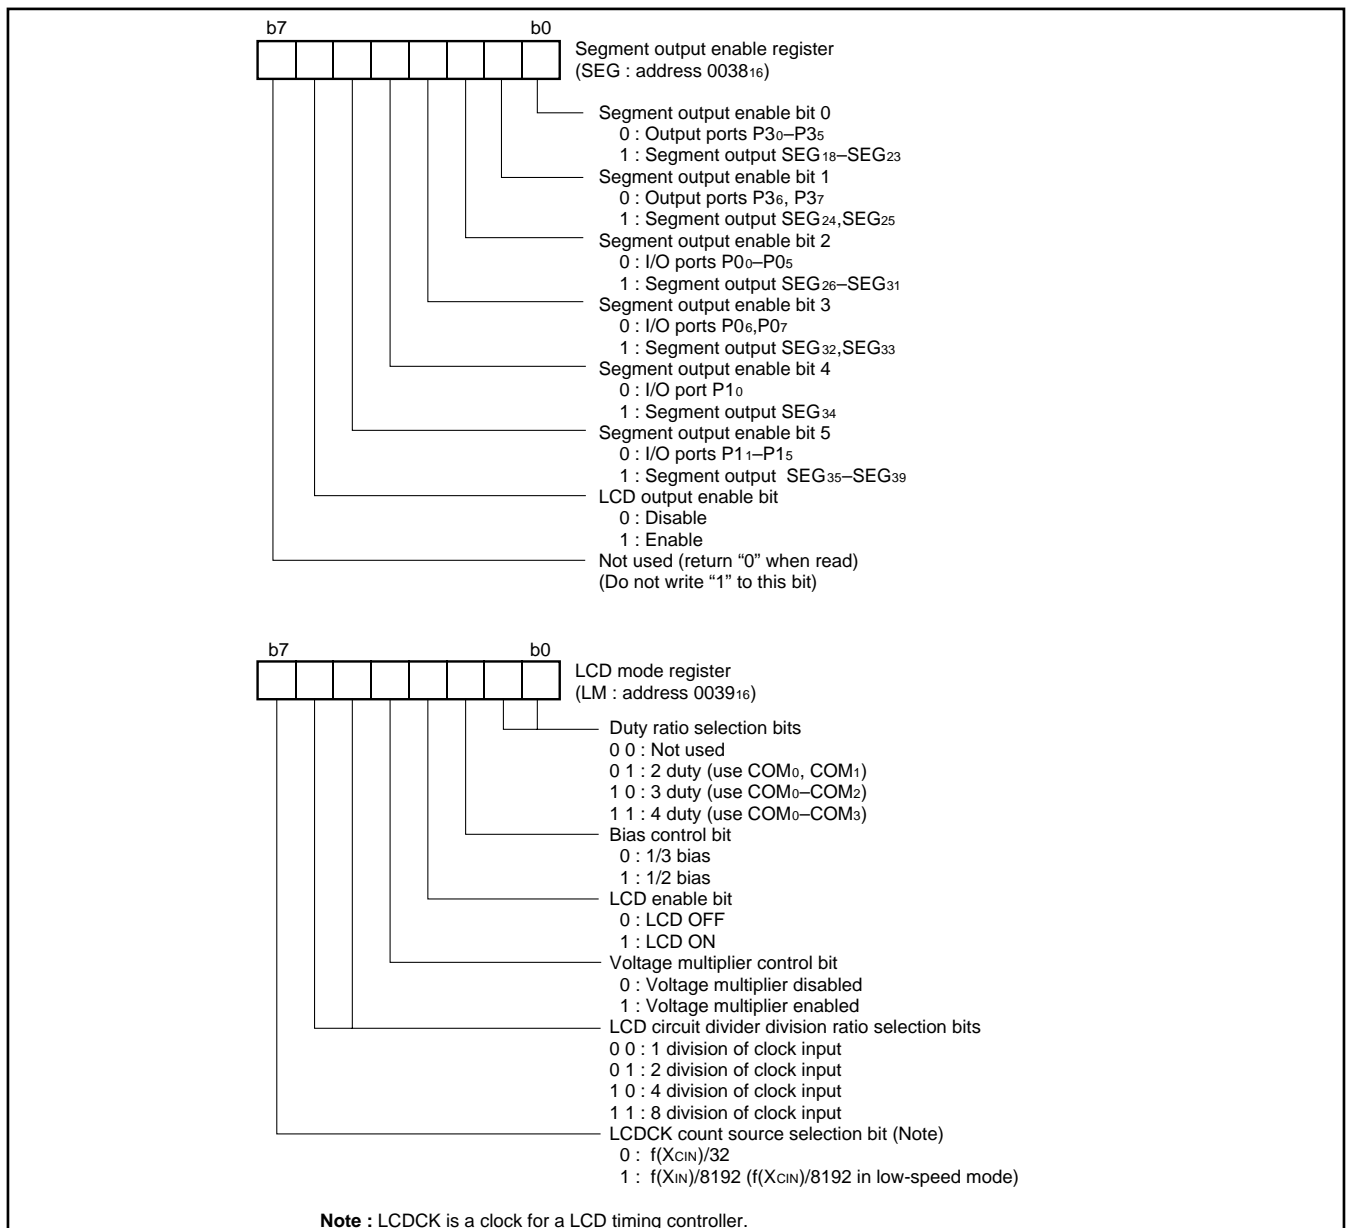 b7 b0
Segment output enable register
(SEG : address 003816)
Segment output enable bit 0
0 : Output ports P30–P35
1 : Segment output SEG18–SEG23
Segment output enable bit 1
0 : Output ports P36, P37
1 : Segment output SEG24,SEG25
Segment output enable bit 2
0 : I/O ports P00–P05
1 : Segment output SEG26–SEG31
Segment output enable bit 3
0 : I/O ports P06,P07
1 : Segment output SEG32,SEG33
Segment output enable bit 4
0 : I/O port P10
1 : Segment output SEG34
Segment output enable bit 5
0 : I/O ports P11–P15
1 : Segment output SEG35–SEG39
LCD output enable bit
0 : Disable
1 : Enable
Not used (return “0” when read)
(Do not write “1” to this bit)
b7 b0
LCD mode register
(LM : address 003916)
Duty ratio selection bits
0 0 : Not used
0 1 : 2 duty (use COM0, COM1)
1 0 : 3 duty (use COM0–COM2)
1 1 : 4 duty (use COM0–COM3)
Bias control bit
0 : 1/3 bias
1 : 1/2 bias
LCD enable bit
0 : LCD OFF
1 : LCD ON
Voltage multiplier control bit
0 : Voltage multiplier disabled
1 : Voltage multiplier enabled
LCD circuit divider division ratio selection bits
0 0 : 1 division of clock input
0 1 : 2 division of clock input
1 0 : 4 division of clock input
1 1 : 8 division of clock input
LCDCK count source selection bit (Note)
0 : f(XCIN)/32
1 : f(XIN)/8192 (f(XCIN)/8192 in low-speed mode)
Note : LCDCK is a clock for a LCD timing controller.